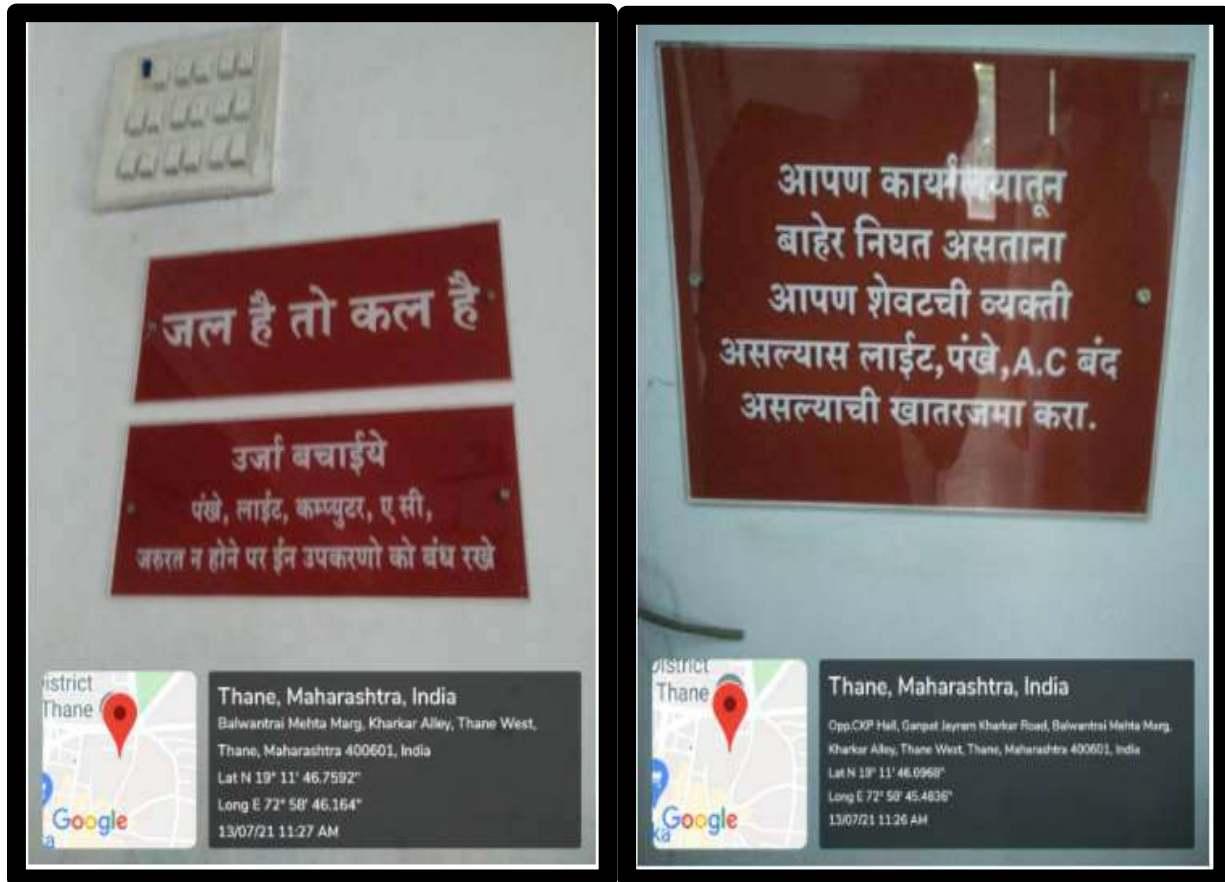 जल है तो कल है
उर्जा बचाईये
पंखे, लाईट, कम्प्युटर, ए सी,
जरुरत न होने पर ईन उपकरणो को बंध रखे
istrict
Thane
Google
Thane, Maharashtra, India
Balwantrai Mehta Marg, Kharkar Alley, Thane West,
Thane, Maharashtra 400601, India
Lat N 19° 11' 46.7592"
Long E 72° 58' 46.164"
13/07/21 11:27 AM
आपण कार्यालयातून
बाहेर निघत असताना
आपण शेवटची व्यक्ती
असल्यास लाईट,पंखे,A.C बंद
असल्याची खातरजमा करा.
District
Thane
Google
Thane, Maharashtra, India
Opp.CKP Hall, Ganpat Jayram Kharkar Road, Balwantrai Mehta Marg,
Kharkar Alley, Thane West, Thane, Maharashtra 400601, India
Lat N 19° 11' 46.0968"
Long E 72° 58' 45.4836"
13/07/21 11:26 AM